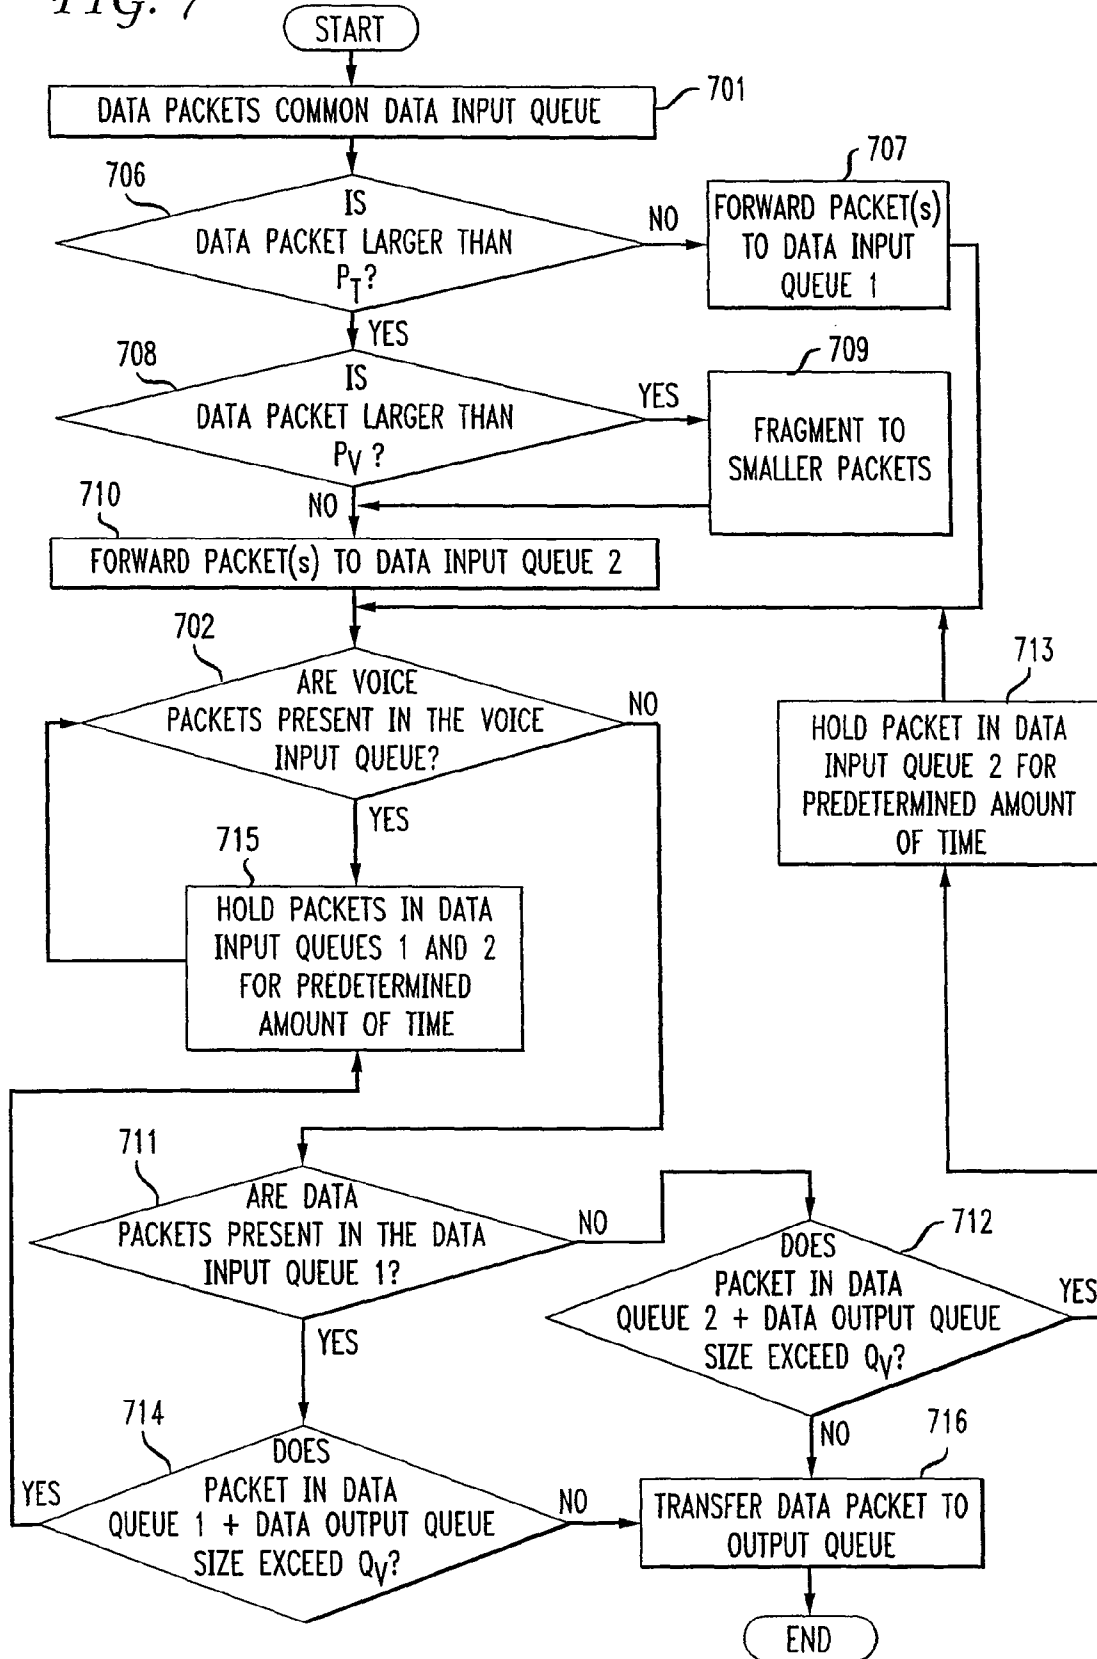 FIG. 7
START
DATA PACKETS COMMON DATA INPUT QUEUE
701
706
IS
DATA PACKET LARGER THAN
PT?
NO
707
FORWARD PACKET(s)
TO DATA INPUT
QUEUE 1
YES
708
IS
DATA PACKET LARGER THAN
PV ?
YES
709
FRAGMENT TO
SMALLER PACKETS
NO
710
FORWARD PACKET(s) TO DATA INPUT QUEUE 2
702
ARE VOICE
PACKETS PRESENT IN THE VOICE
INPUT QUEUE?
NO
713
HOLD PACKET IN DATA
INPUT QUEUE 2 FOR
PREDETERMINED AMOUNT
OF TIME
YES
715
HOLD PACKETS IN DATA
INPUT QUEUES 1 AND 2
FOR PREDETERMINED
AMOUNT OF TIME
711
ARE DATA
PACKETS PRESENT IN THE DATA
INPUT QUEUE 1?
NO
712
DOES
PACKET IN DATA
QUEUE 2 + DATA OUTPUT QUEUE
SIZE EXCEED QV?
YES
YES
714
DOES
PACKET IN DATA
QUEUE 1 + DATA OUTPUT QUEUE
SIZE EXCEED QV?
YES
NO
NO
716
TRANSFER DATA PACKET TO
OUTPUT QUEUE
END